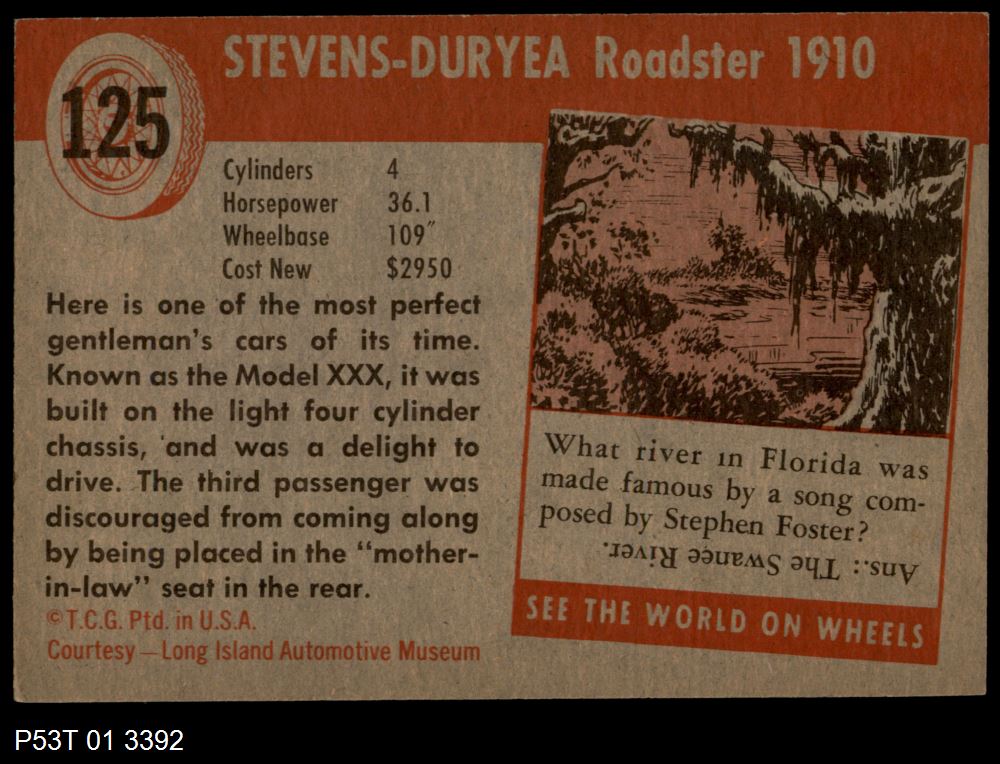 STEVENS-DURYEA Roadster 1910
125
Cylinders 4
Horsepower 36.1
Wheelbase 109"
Cost New $2950
Here is one of the most perfect
gentleman's cars of its time.
Known as the Model XXX, it was
built on the light four cylinder
chassis, and was a delight to
drive. The third passenger was
discouraged from coming along
by being placed in the "mother-
in-law" seat in the rear.
©T.C.G. Ptd. in U.S.A.
Courtesy—Long Island Automotive Museum
What river in Florida was
made famous by a song com-
posed by Stephen Foster?
Ans.: The Swanee River.
SEE THE WORLD ON WHEELS
P53T 01 3392